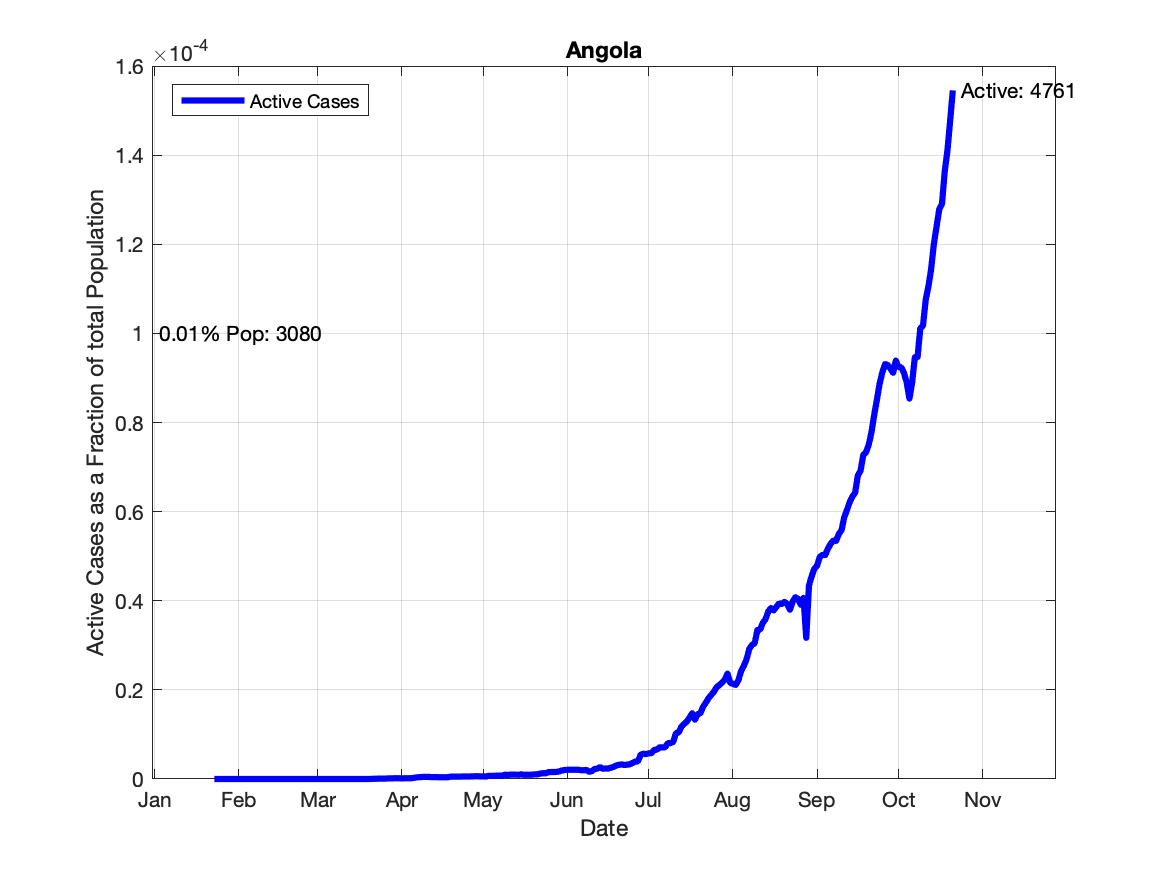 Angola
×10-4
1.6
1.4
1.2
1
0.8
0.6
0.4
0.2
0
Active Cases
Active: 4761
0.01% Pop: 3080
Active Cases as a Fraction of total Population
Jan Feb Mar Apr May Jun Jul Aug Sep Oct Nov
Date